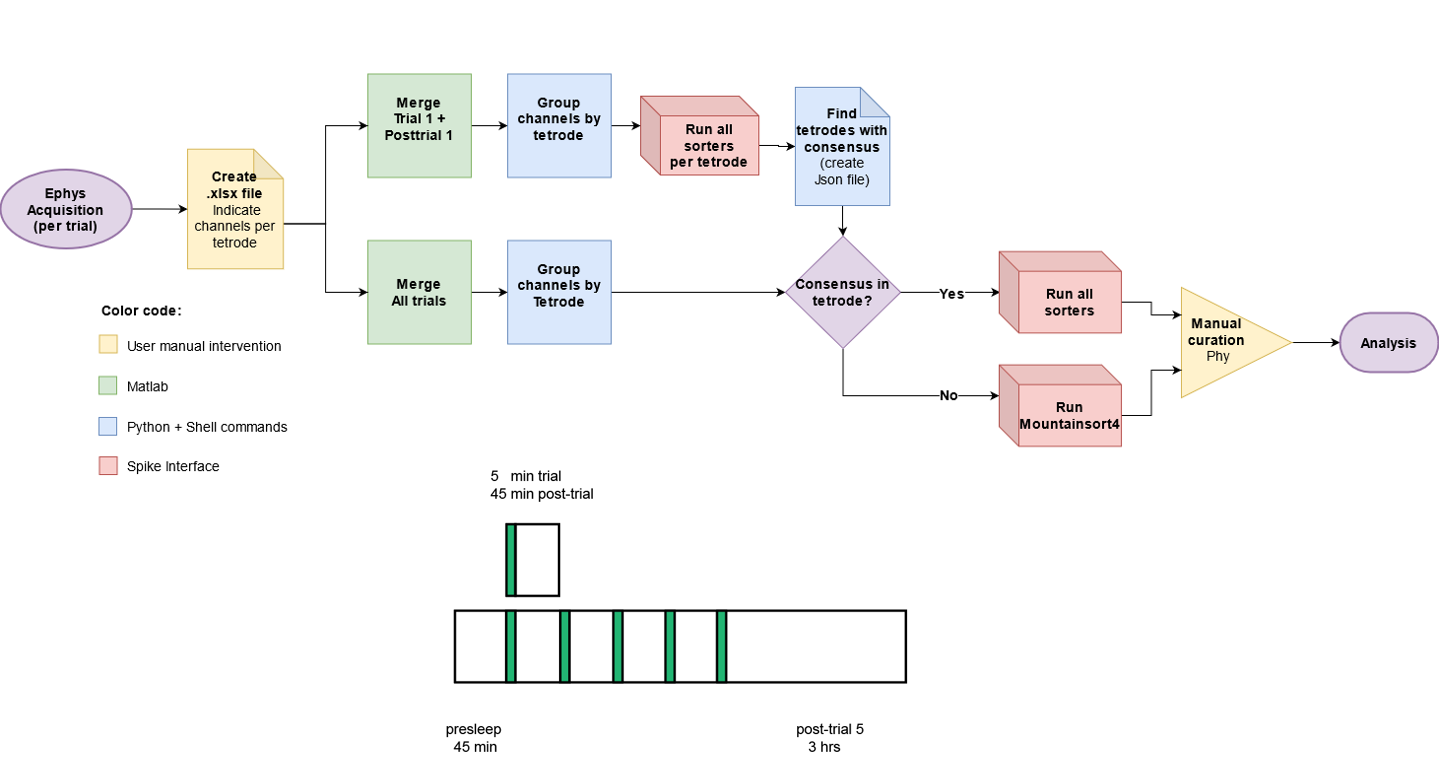 Ephys
Acquisition
(per trial)
Create
.xlsx file
Indicate
channels per
tetrode
Merge
Trial 1 +
Posttrial 1
Group
channels by
tetrode
Run all
sorters
per tetrode
Find
tetrodes with
consensus
(create
Json file)
Merge
All trials
Group
channels by
Tetrode
Consensus in
tetrode?
Yes
Run all
sorters
No
Run
Mountainsort4
Manual
curation
Phy
Analysis
Color code:
User manual intervention
Matlab
Python + Shell commands
Spike Interface
5 min trial
45 min post-trial
presleep
45 min
post-trial 5
3 hrs